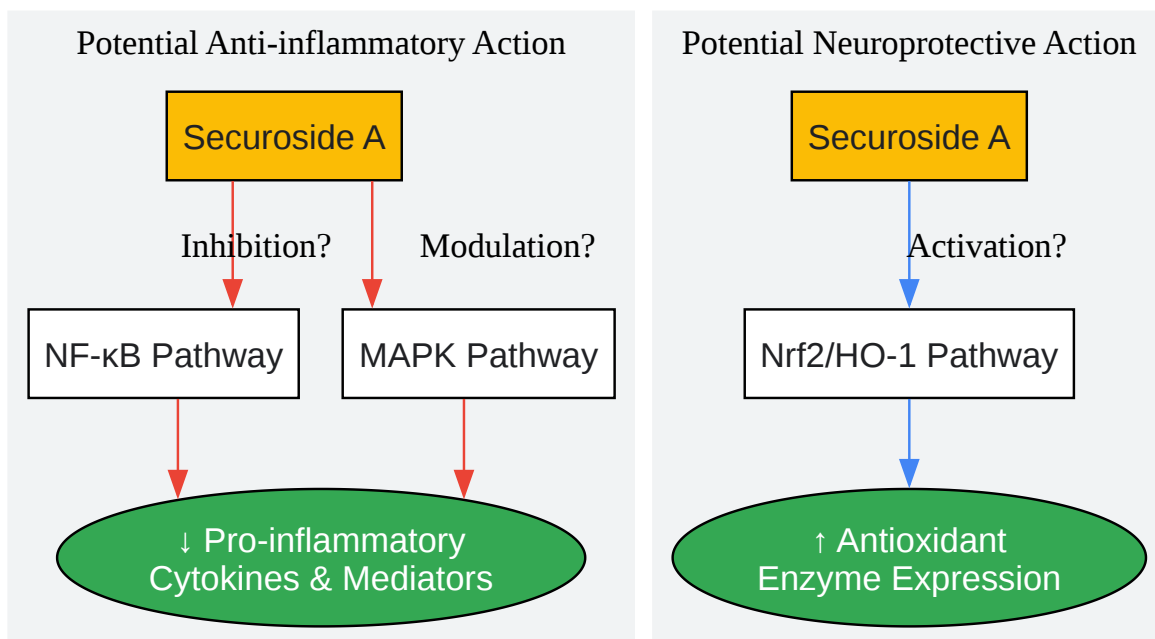 Potential Anti-inflammatory Action
Securoside A
Inhibition?
Modulation?
NF-κB Pathway
MAPK Pathway
↓ Pro-inflammatory
Cytokines & Mediators
Potential Neuroprotective Action
Securoside A
Activation?
Nrf2/HO-1 Pathway
↑ Antioxidant
Enzyme Expression